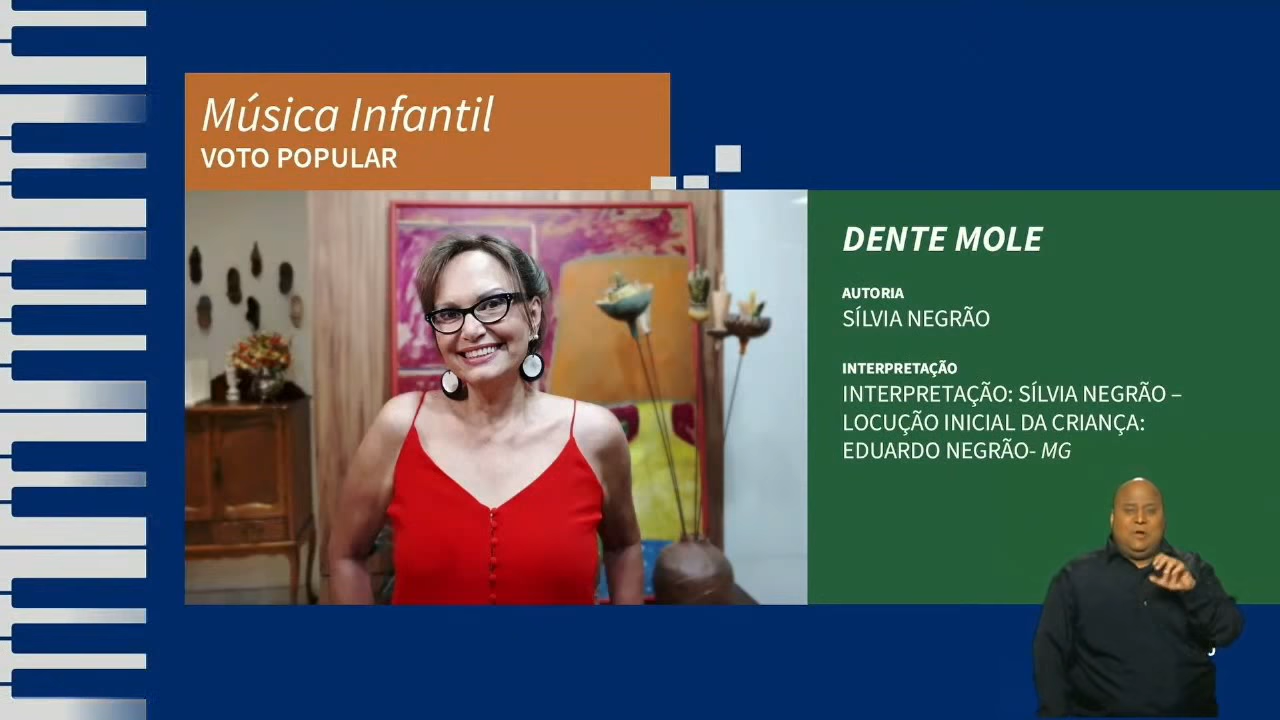 Música Infantil
VOTO POPULAR
DENTE MOLE
AUTORIA
SÍLVIA NEGRÃO
INTERPRETAÇÃO
INTERPRETAÇÃO: SÍLVIA NEGRÃO –
LOCUÇÃO INICIAL DA CRIANÇA:
EDUARDO NEGRÃO- MG